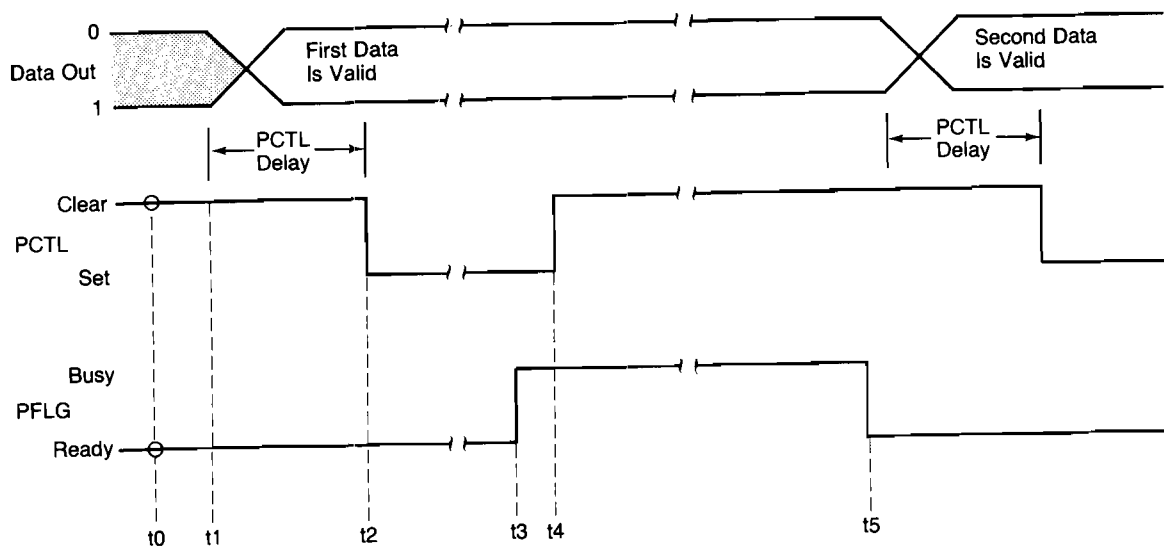 0
Data Out
1
First Data
Is Valid
Second Data
Is Valid
PCTL
Delay
PCTL
Delay
Clear
PCTL
Set
Busy
PFLG
Ready
t0
t1
t2
t3
t4
t5